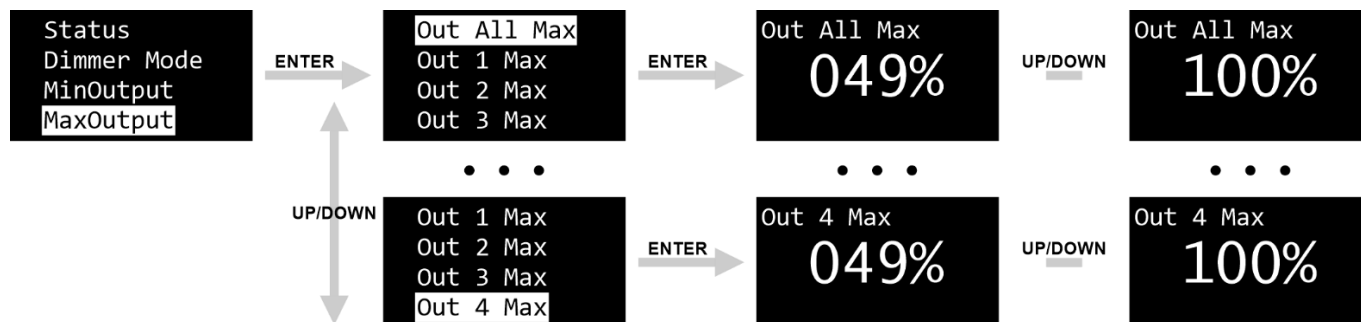 Status
Dimmer Mode
MinOutput
MaxOutput
ENTER
Out All Max
Out 1 Max
Out 2 Max
Out 3 Max
ENTER
Out All Max
049%
UP/DOWN
Out All Max
100%
• • •
• • •
• • •
UP/DOWN
Out 1 Max
Out 2 Max
Out 3 Max
Out 4 Max
ENTER
Out 4 Max
049%
UP/DOWN
Out 4 Max
100%